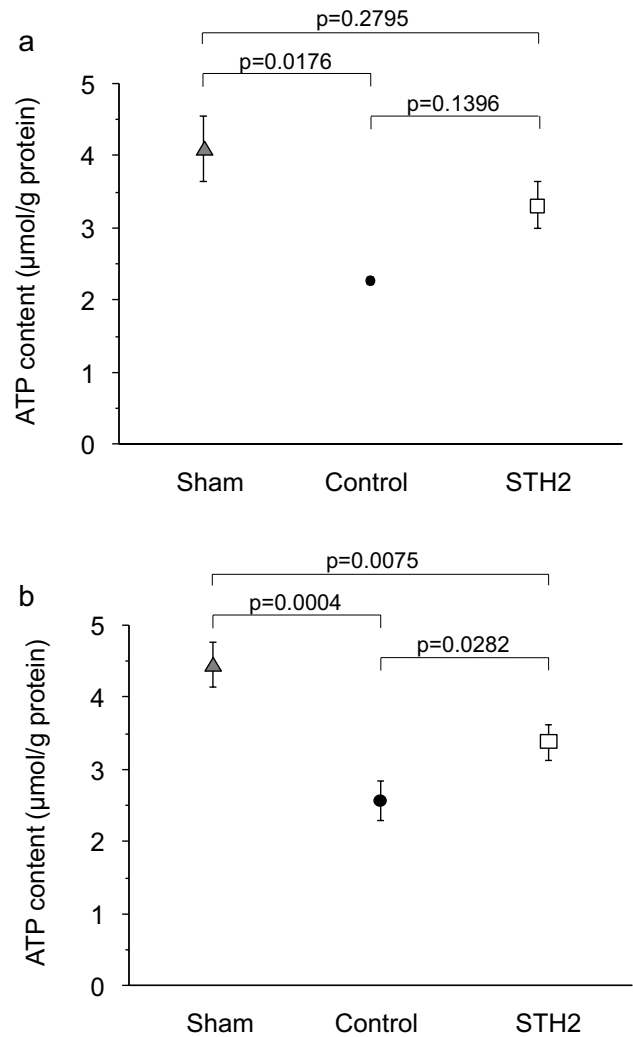 a
p=0.2795
p=0.0176
p=0.1396
ATP content (µmol/g protein)
5
4
3
2
1
0
Sham Control STH2
b
p=0.0075
p=0.0004
p=0.0282
ATP content (µmol/g protein)
5
4
3
2
1
0
Sham Control STH2